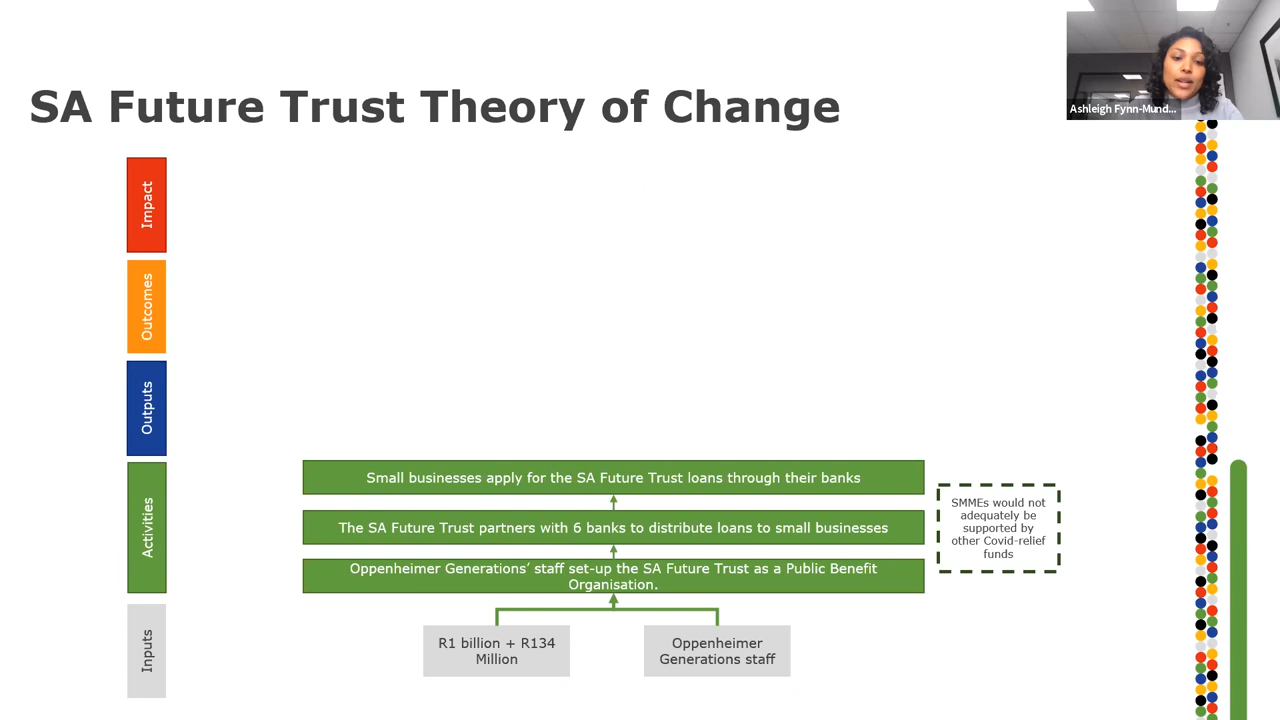 SA Future Trust Theory of Change
Ashleigh Fynn-Mund...
Impact
Outcomes
Outputs
Activities
Inputs
Small businesses apply for the SA Future Trust loans through their banks
The SA Future Trust partners with 6 banks to distribute loans to small businesses
Oppenheimer Generations’ staff set-up the SA Future Trust as a Public Benefit
Organisation.
SMMEs would not
adequately be
supported by
other Covid-relief
funds
R1 billion + R134
Million
Oppenheimer
Generations staff